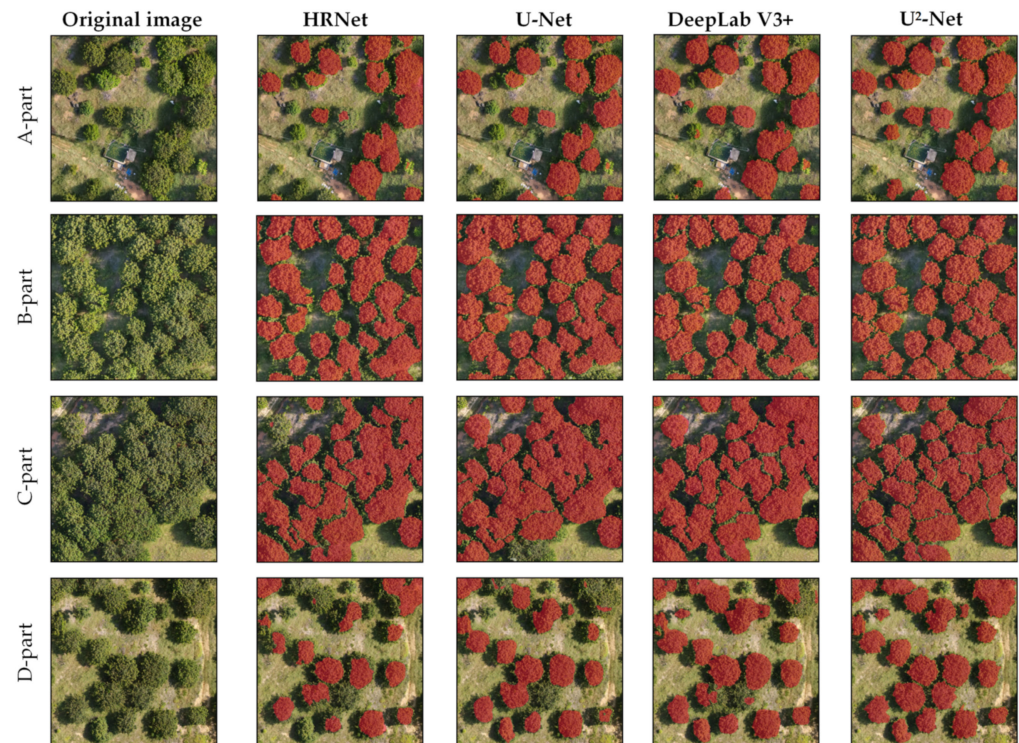 Original image HRNet U-Net DeepLab V3+ U²-Net
A-part
B-part
C-part
D-part